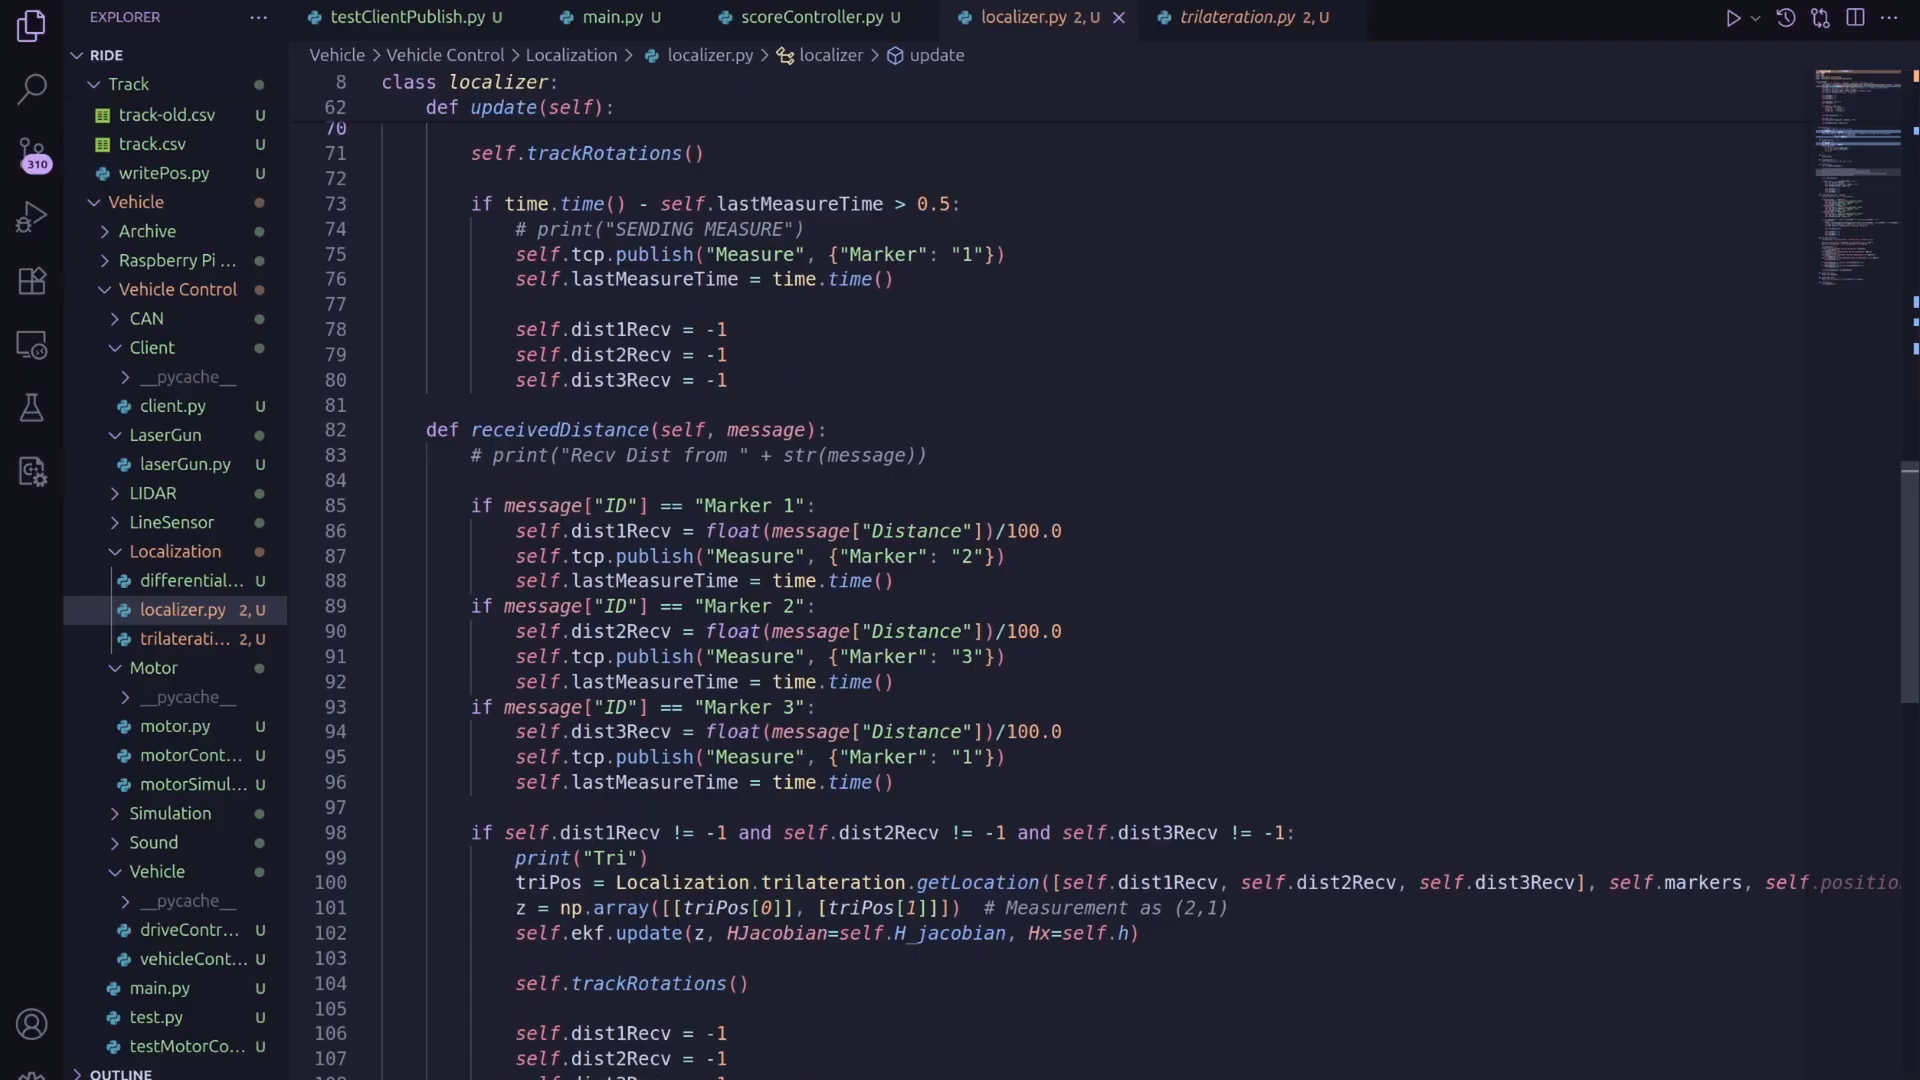 EXPLORER
RIDE
Track
track-old.csv U
track.csv U
writePos.py U
Vehicle
Archive
Raspberry Pi ...
Vehicle Control
CAN
Client
__pycache__
client.py U
LaserGun
laserGun.py U
LIDAR
LineSensor
Localization
differential... U
localizer.py 2, U
trilaterati... 2, U
Motor
__pycache__
motor.py U
motorCont... U
motorSimul... U
Simulation
Sound
Vehicle
__pycache__
driveContr... U
vehicleCont... U
main.py U
test.py U
testMotorCo... U
OUTLINE
310
testClientPublish.py U
main.py U
scoreController.py U
localizer.py 2, U
trilateration.py 2, U
Vehicle > Vehicle Control > Localization > localizer.py > localizer > update
8 class localizer:
62 def update(self):
70
71 self.trackRotations()
72
73 if time.time() - self.lastMeasureTime > 0.5:
74 # print("SENDING MEASURE")
75 self.tcp.publish("Measure", {"Marker": "1"})
76 self.lastMeasureTime = time.time()
77
78 self.dist1Recv = -1
79 self.dist2Recv = -1
80 self.dist3Recv = -1
81
82 def receivedDistance(self, message):
83 # print("Recv Dist from " + str(message))
84
85 if message["ID"] == "Marker 1":
86 self.dist1Recv = float(message["Distance"])/100.0
87 self.tcp.publish("Measure", {"Marker": "2"})
88 self.lastMeasureTime = time.time()
89 if message["ID"] == "Marker 2":
90 self.dist2Recv = float(message["Distance"])/100.0
91 self.tcp.publish("Measure", {"Marker": "3"})
92 self.lastMeasureTime = time.time()
93 if message["ID"] == "Marker 3":
94 self.dist3Recv = float(message["Distance"])/100.0
95 self.tcp.publish("Measure", {"Marker": "1"})
96 self.lastMeasureTime = time.time()
97
98 if self.dist1Recv != -1 and self.dist2Recv != -1 and self.dist3Recv != -1:
99 print("Tri")
100 triPos = Localization.trilateration.getLocation([self.dist1Recv, self.dist2Recv, self.dist3Recv], self.markers, self.positio
101 z = np.array([[triPos[0]], [triPos[1]]]) # Measurement as (2,1)
102 self.ekf.update(z, HJacobian=self.H_jacobian, Hx=self.h)
103
104 self.trackRotations()
105
106 self.dist1Recv = -1
107 self.dist2Recv = -1